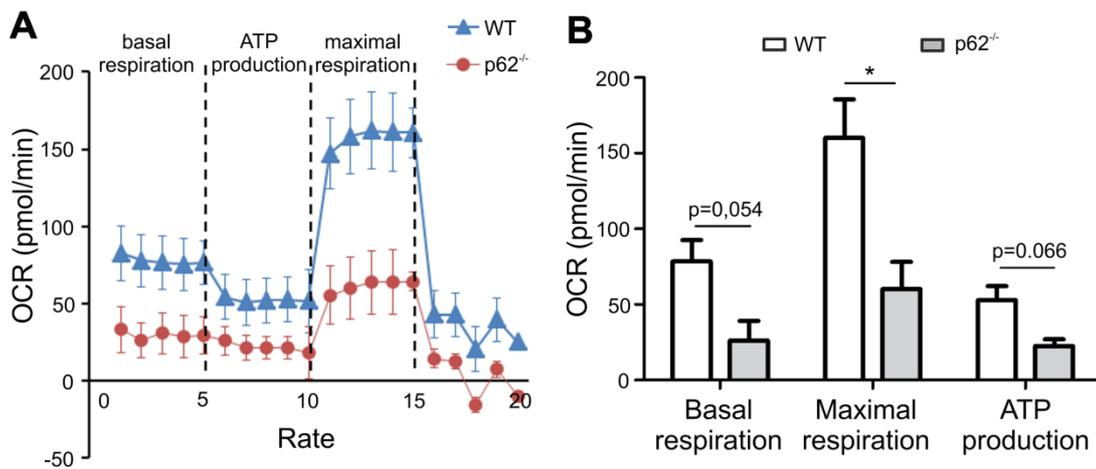 A
basal
respiration
ATP
production
maximal
respiration
WT
p62-/-
OCR (pmol/min)
200
150
100
50
0
-50
0 5 10 15 20
Rate
B
WT p62-/-
OCR (pmol/min)
200
150
100
50
0
p=0,054
*
p=0.066
Basal
respiration
Maximal
respiration
ATP
production